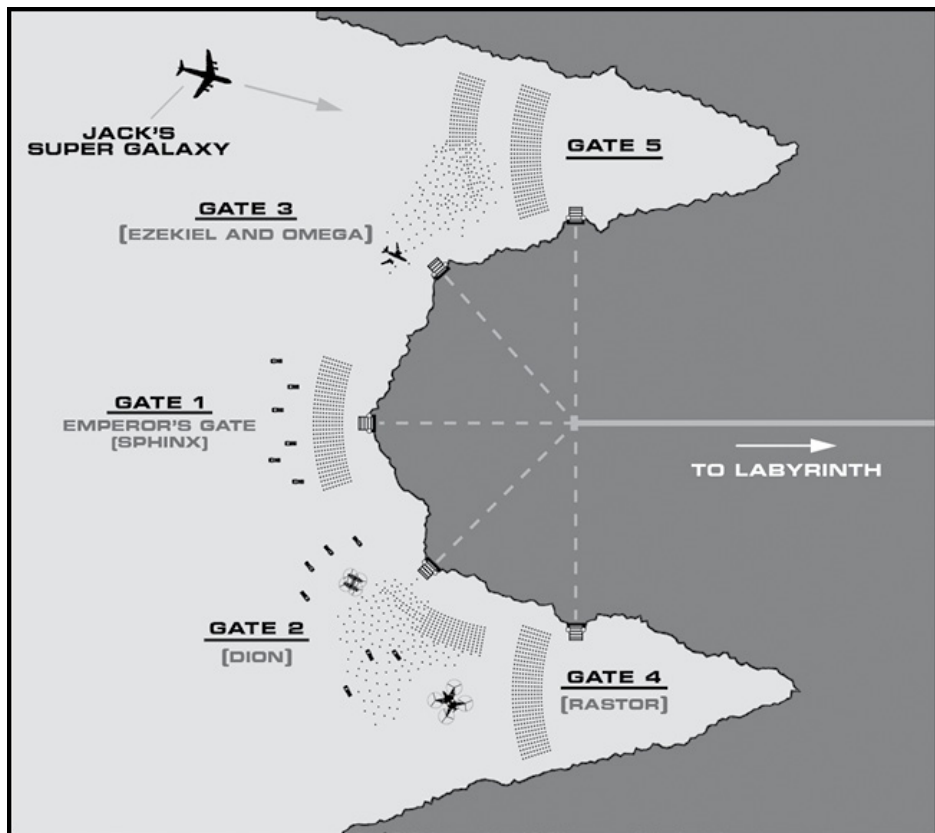 JACK'S
SUPER GALAXY
GATE 5
GATE 3
[EZEKIEL AND OMEGA]
GATE 1
EMPEROR'S GATE
[SPHINX]
TO LABYRINTH
GATE 2
[DION]
GATE 4
[RASTOR]